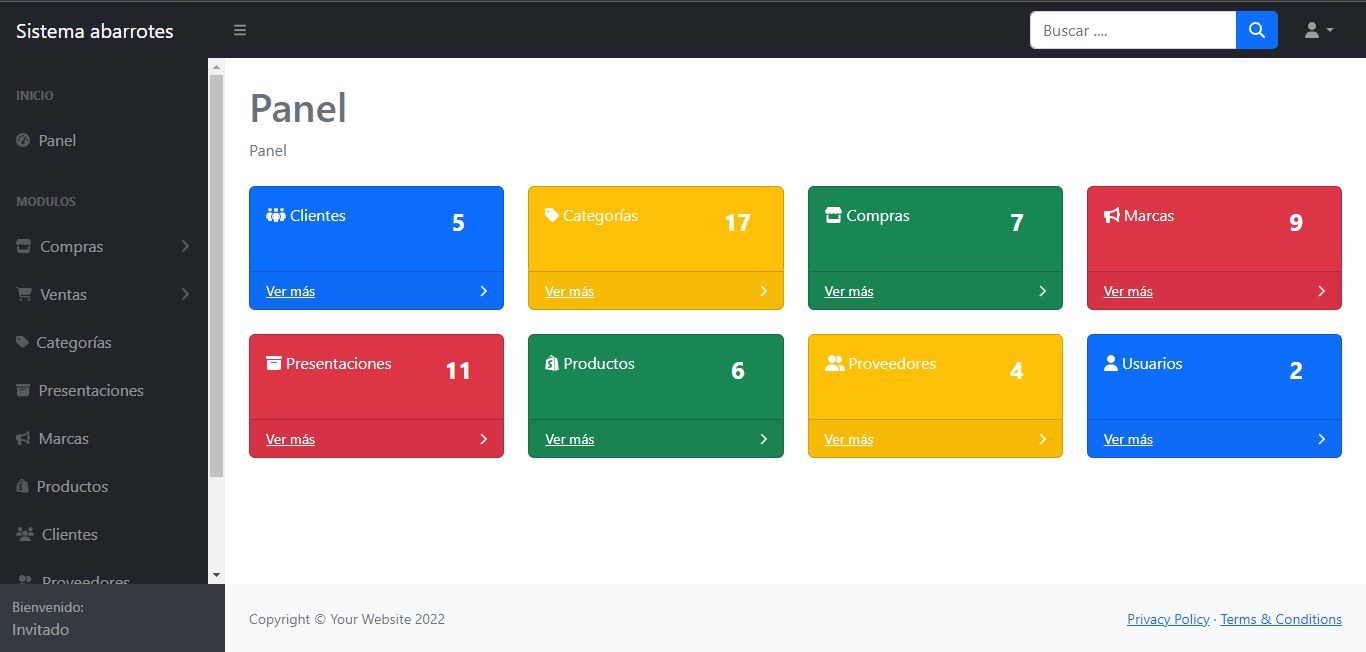 Sistema abarrotes
Buscar ....
INICIO
Panel
MODULOS
Compras
Ventas
Categorías
Presentaciones
Marcas
Productos
Clientes
Proveedores
Bienvenido:
Invitado
Panel
Panel
Clientes 5
Ver más
Categorías 17
Ver más
Compras 7
Ver más
Marcas 9
Ver más
Presentaciones 11
Ver más
Productos 6
Ver más
Proveedores 4
Ver más
Usuarios 2
Ver más
Copyright © Your Website 2022
Privacy Policy · Terms & Conditions